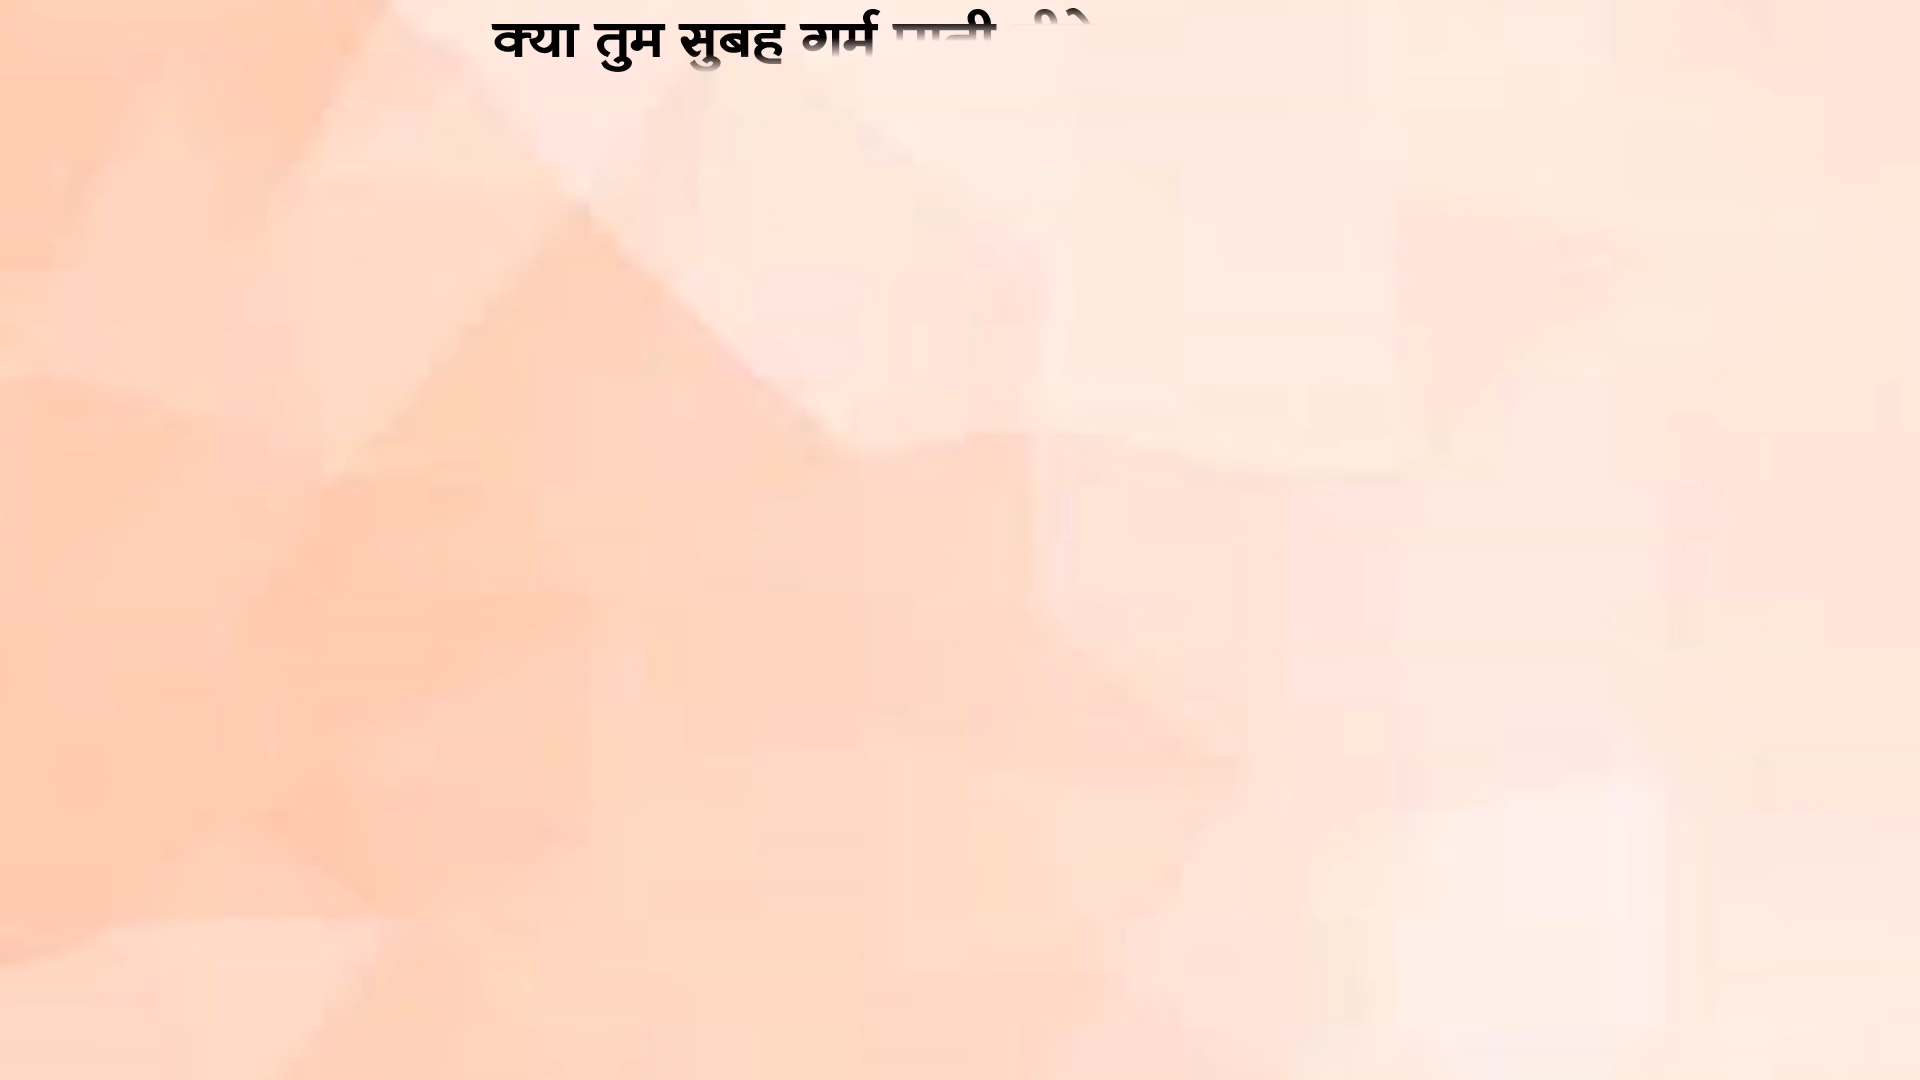 क्या तुम सुबह गर्म पानी